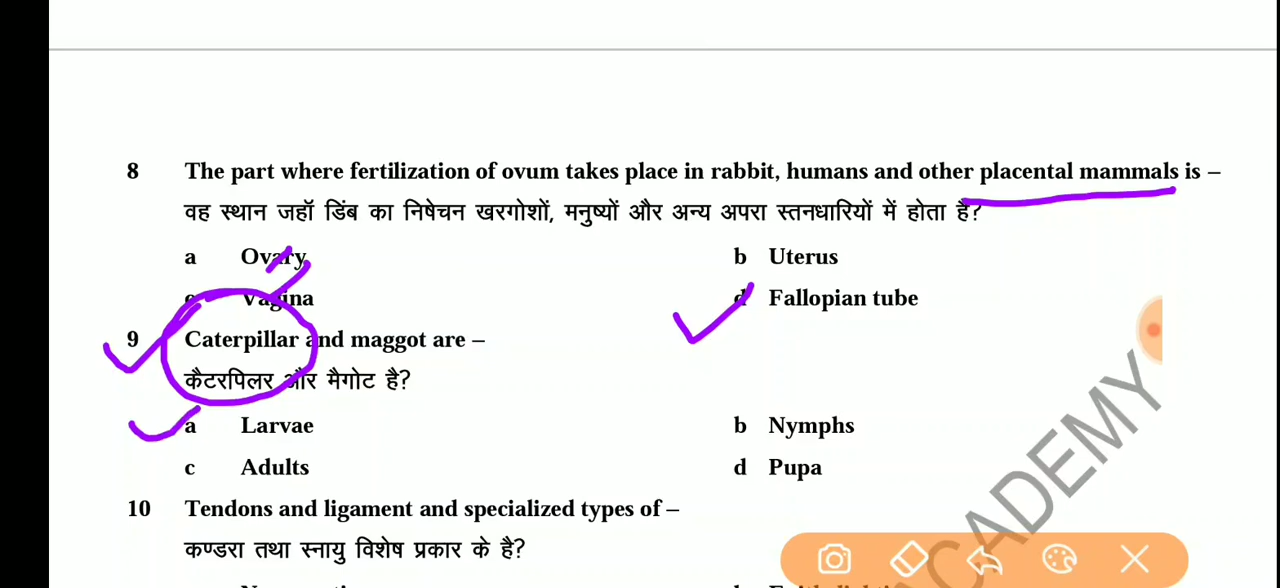 8 The part where fertilization of ovum takes place in rabbit, humans and other placental mammals is –
वह स्थान जहॉ डिंब का निषेचन खरगोशों, मनुष्यों और अन्य अपरा स्तनधारियों में होता है?
a Ovary b Uterus
c Vagina d Fallopian tube
9 Caterpillar and maggot are –
कैटरपिलर और मैगोट है?
a Larvae b Nymphs
c Adults d Pupa
10 Tendons and ligament and specialized types of –
कण्डरा तथा स्नायु विशेष प्रकार के है?
CADEMY